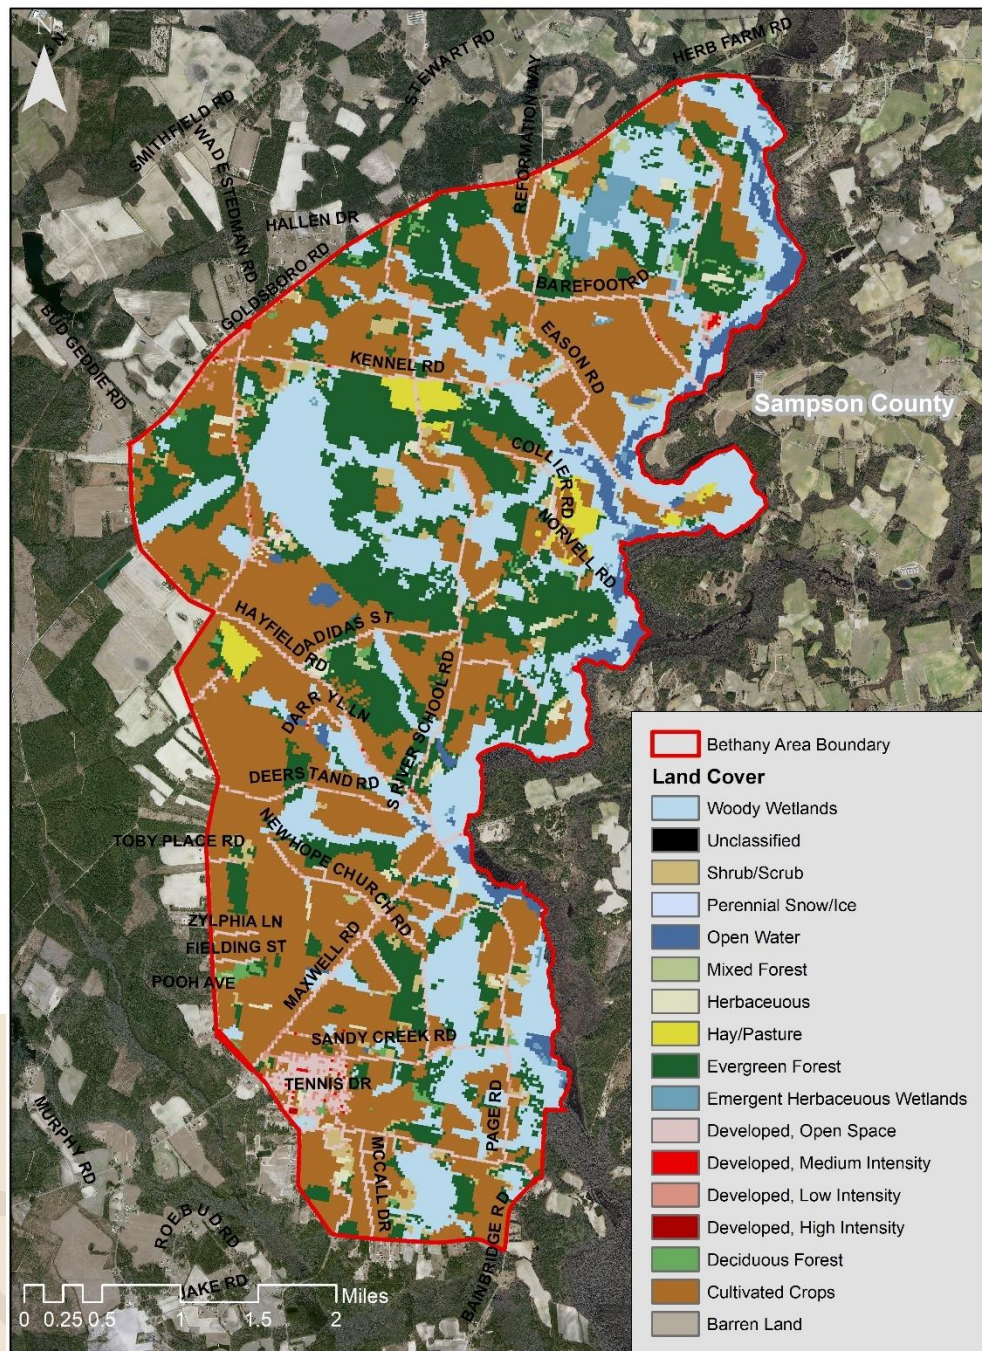 N
HERB FARM RD
STEWART RD
REFORMATION WAY
SMITHFIELD RD
WADE STEDMAN RD
HALLEN DR
GOLDSBORO RD
BAREFOOT RD
BUD GEDDIE RD
EASON RD
KENNEL RD
Sampson County
COLLIER RD
NORVELL RD
HAYFIELD RD
ADIDAS ST
DARRYL LN
S RIVER SCHOOL RD
DEERSTAND RD
TOBY PLACE RD
NEW HOPE CHURCH RD
ZYLPHIA LN
FIELDING ST
MAXWELL RD
POOH AVE
SANDY CREEK RD
TENNIS DR
PAGE RD
MURPHY RD
MCCALL DR
ROEBUD RD
BAINBRIDGE RD
JAKE RD
Miles
0 0.25 0.5 1 1.5 2
Bethany Area Boundary
Land Cover
Woody Wetlands
Unclassified
Shrub/Scrub
Perennial Snow/Ice
Open Water
Mixed Forest
Herbaceuous
Hay/Pasture
Evergreen Forest
Emergent Herbaceuous Wetlands
Developed, Open Space
Developed, Medium Intensity
Developed, Low Intensity
Developed, High Intensity
Deciduous Forest
Cultivated Crops
Barren Land